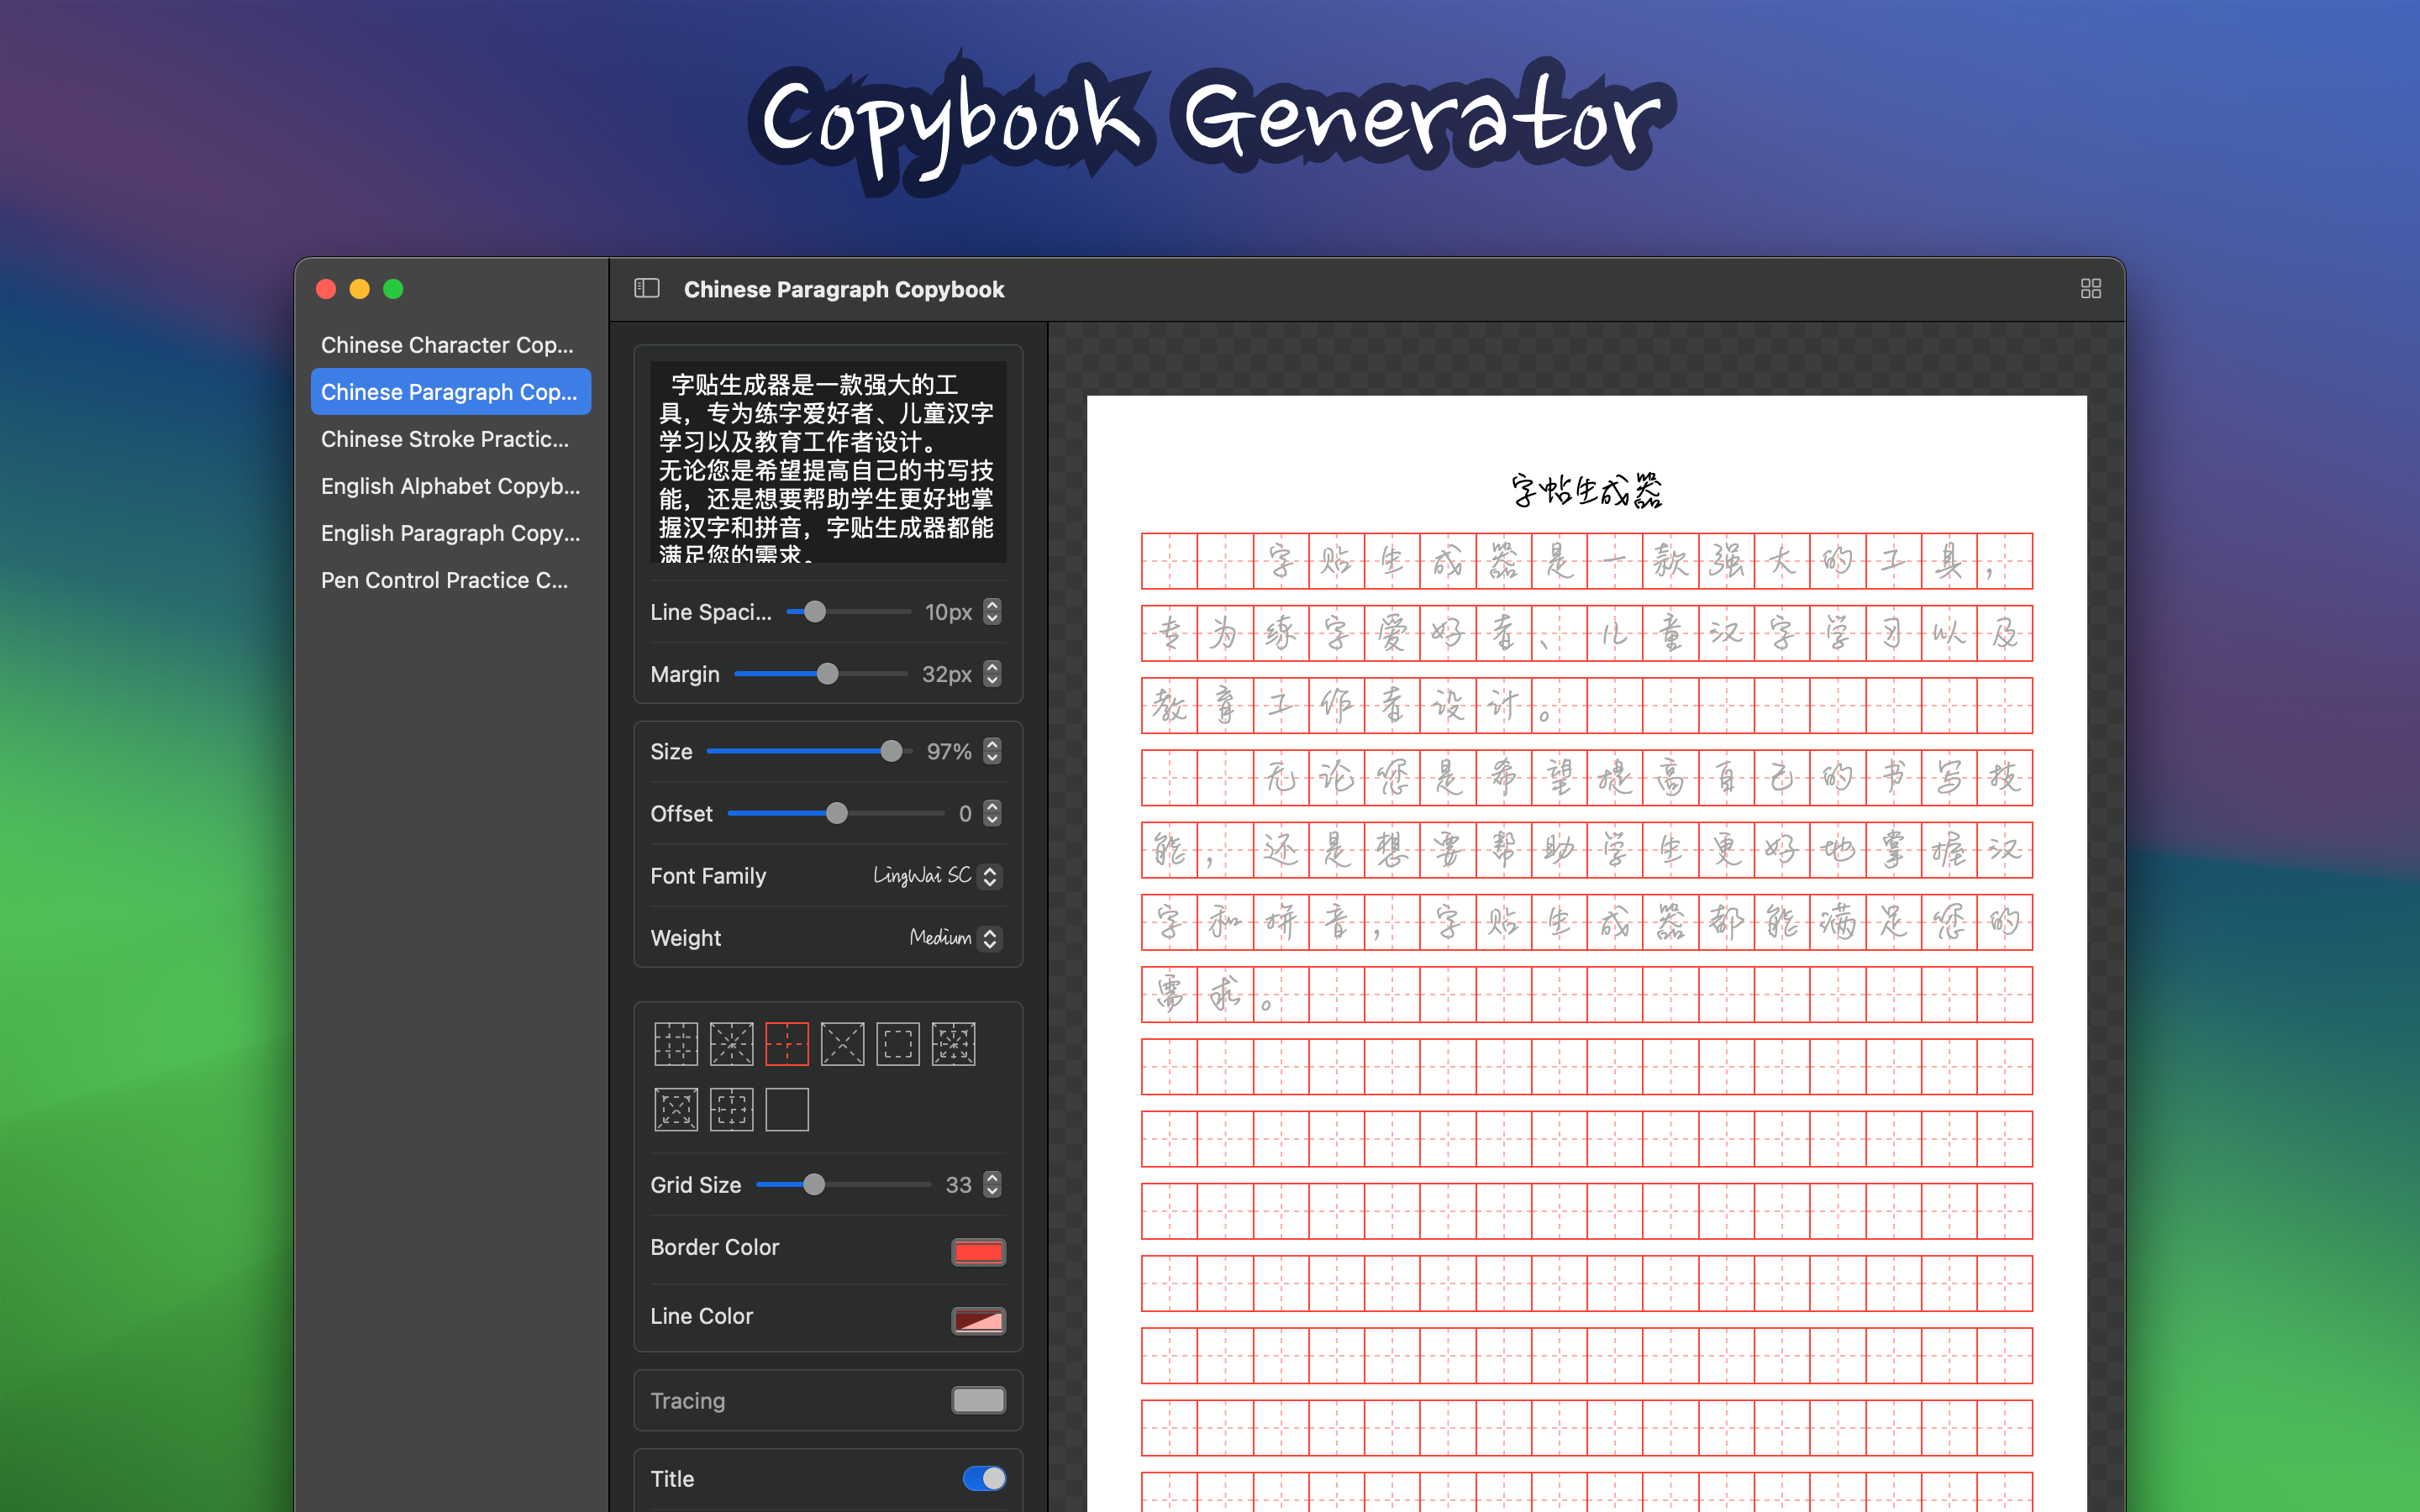 Copybook Generator
Chinese Paragraph Copybook
Chinese Character Cop...
Chinese Paragraph Cop...
Chinese Stroke Practic...
English Alphabet Copyb...
English Paragraph Copy...
Pen Control Practice C...
字贴生成器是一款强大的工
具，专为练字爱好者、儿童汉字
学习以及教育工作者设计。
无论您是希望提高自己的书写技
能，还是想要帮助学生更好地掌
握汉字和拼音，字贴生成器都能
满足您的需求。
Line Spaci... 10px
Margin 32px
Size 97%
Offset 0
Font Family LingWai SC
Weight Medium
Grid Size 33
Border Color
Line Color
Tracing
Title
字帖生成器
字贴生成器是一款强大的工具，
专为练字爱好者、儿童汉字学习以及
教育工作者设计。
无论您是希望提高自己的书写技
能，还是想要帮助学生更好地掌握汉
字和拼音，字贴生成器都能满足您的
需求。